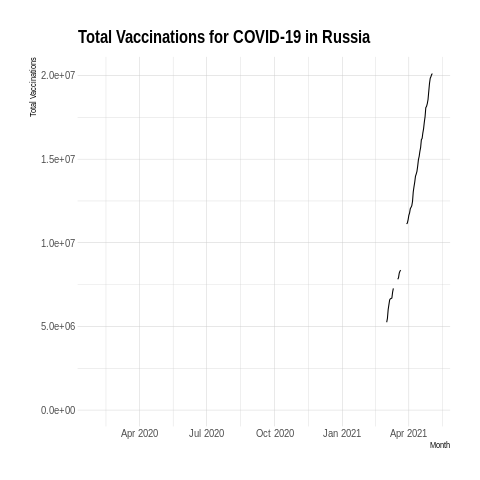 Total Vaccinations for COVID-19 in Russia
Total Vaccinations
2.0e+07
1.5e+07
1.0e+07
5.0e+06
0.0e+00
Apr 2020 Jul 2020 Oct 2020 Jan 2021 Apr 2021
Month